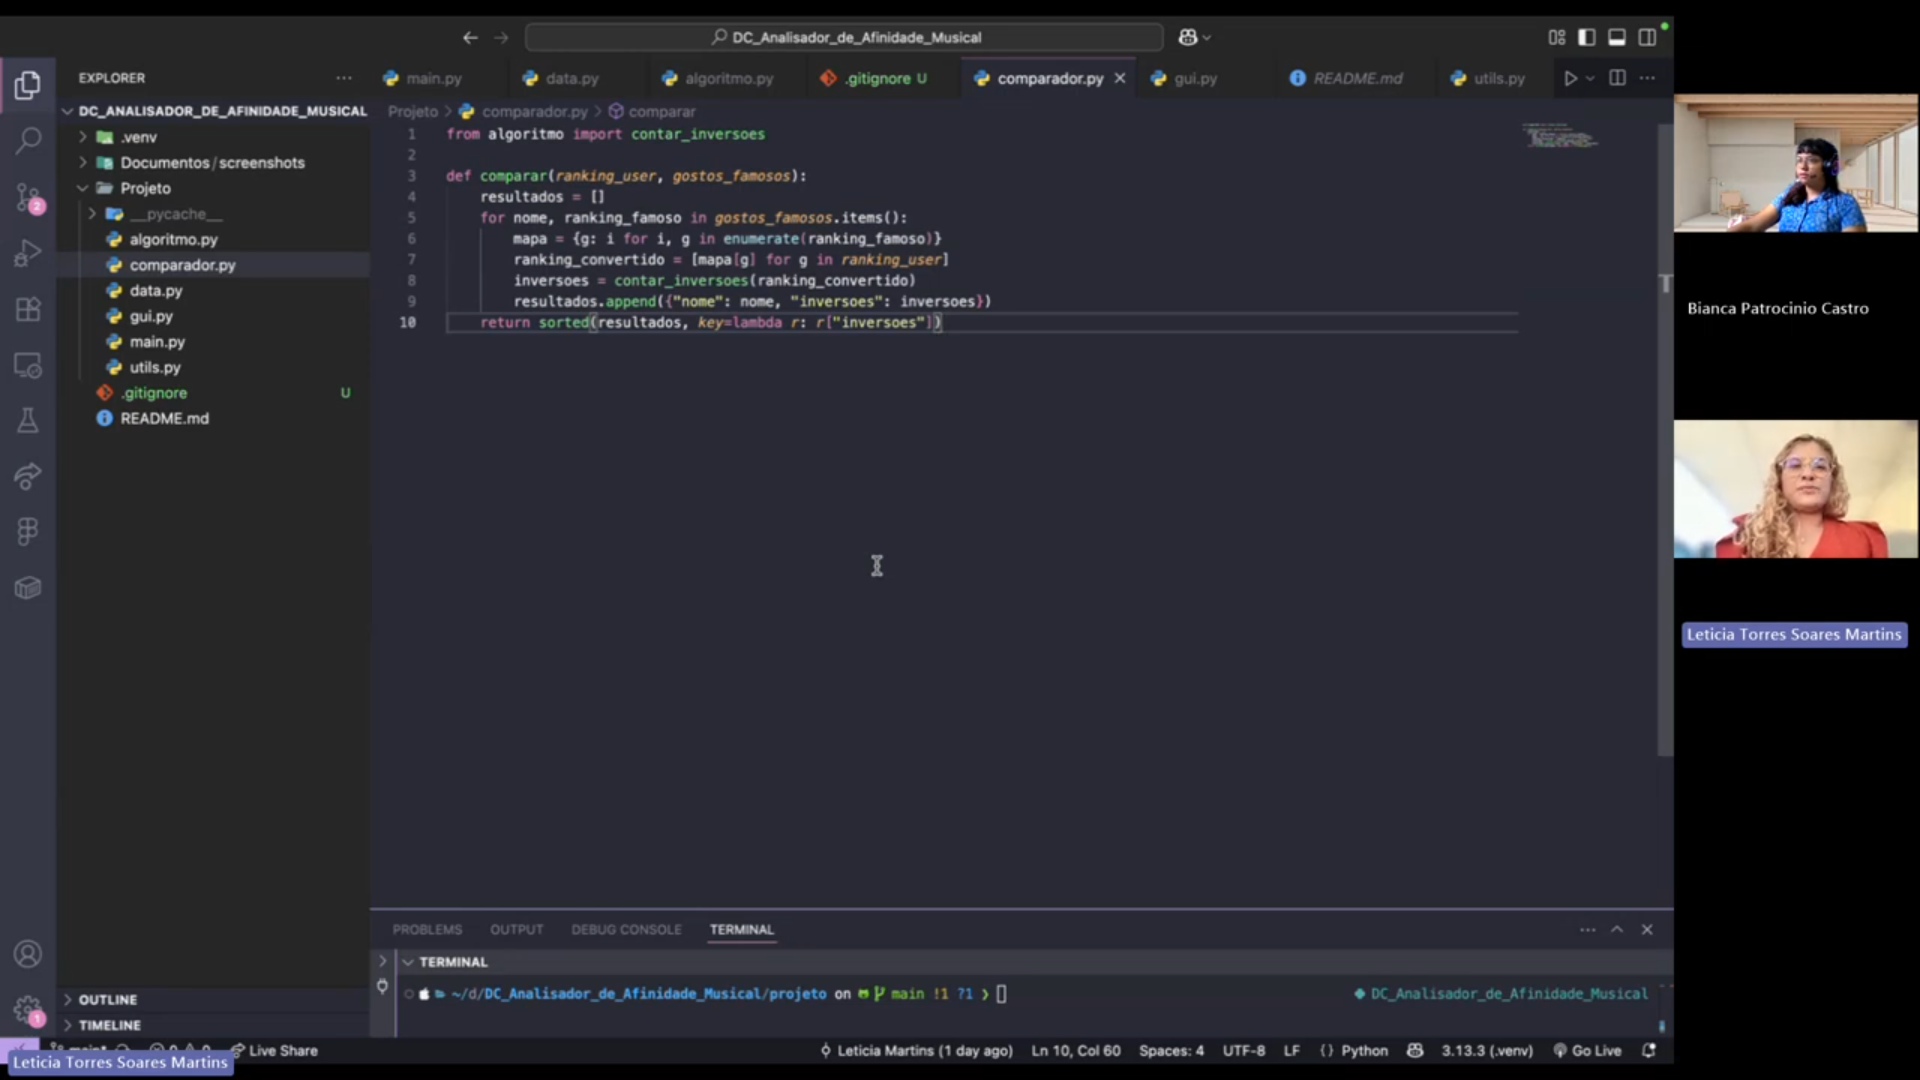 DC_Analisador_de_Afinidade_Musical
EXPLORER
main.py
data.py
algoritmo.py
.gitignore U
comparador.py
gui.py
README.md
utils.py
DC_ANALISADOR_DE_AFINIDADE_MUSICAL
.venv
Documentos / screenshots
Projeto
__pycache__
algoritmo.py
comparador.py
data.py
gui.py
main.py
utils.py
.gitignore U
README.md
Projeto > comparador.py > comparar
1 from algoritmo import contar_inversoes
2
3 def comparar(ranking_user, gostos_famosos):
4 resultados = []
5 for nome, ranking_famoso in gostos_famosos.items():
6 mapa = {g: i for i, g in enumerate(ranking_famoso)}
7 ranking_convertido = [mapa[g] for g in ranking_user]
8 inversoes = contar_inversoes(ranking_convertido)
9 resultados.append({"nome": nome, "inversoes": inversoes})
10 return sorted(resultados, key=lambda r: r["inversoes"])
2
1
OUTLINE
TIMELINE
PROBLEMS OUTPUT DEBUG CONSOLE TERMINAL
TERMINAL
~/d/DC_Analisador_de_Afinidade_Musical/projeto on main !1 ?1 ❯
DC_Analisador_de_Afinidade_Musical
Live Share
Leticia Martins (1 day ago)
Ln 10, Col 60
Spaces: 4
UTF-8
LF
{} Python
3.13.3 (.venv)
Go Live
Leticia Torres Soares Martins
Bianca Patrocinio Castro
Leticia Torres Soares Martins